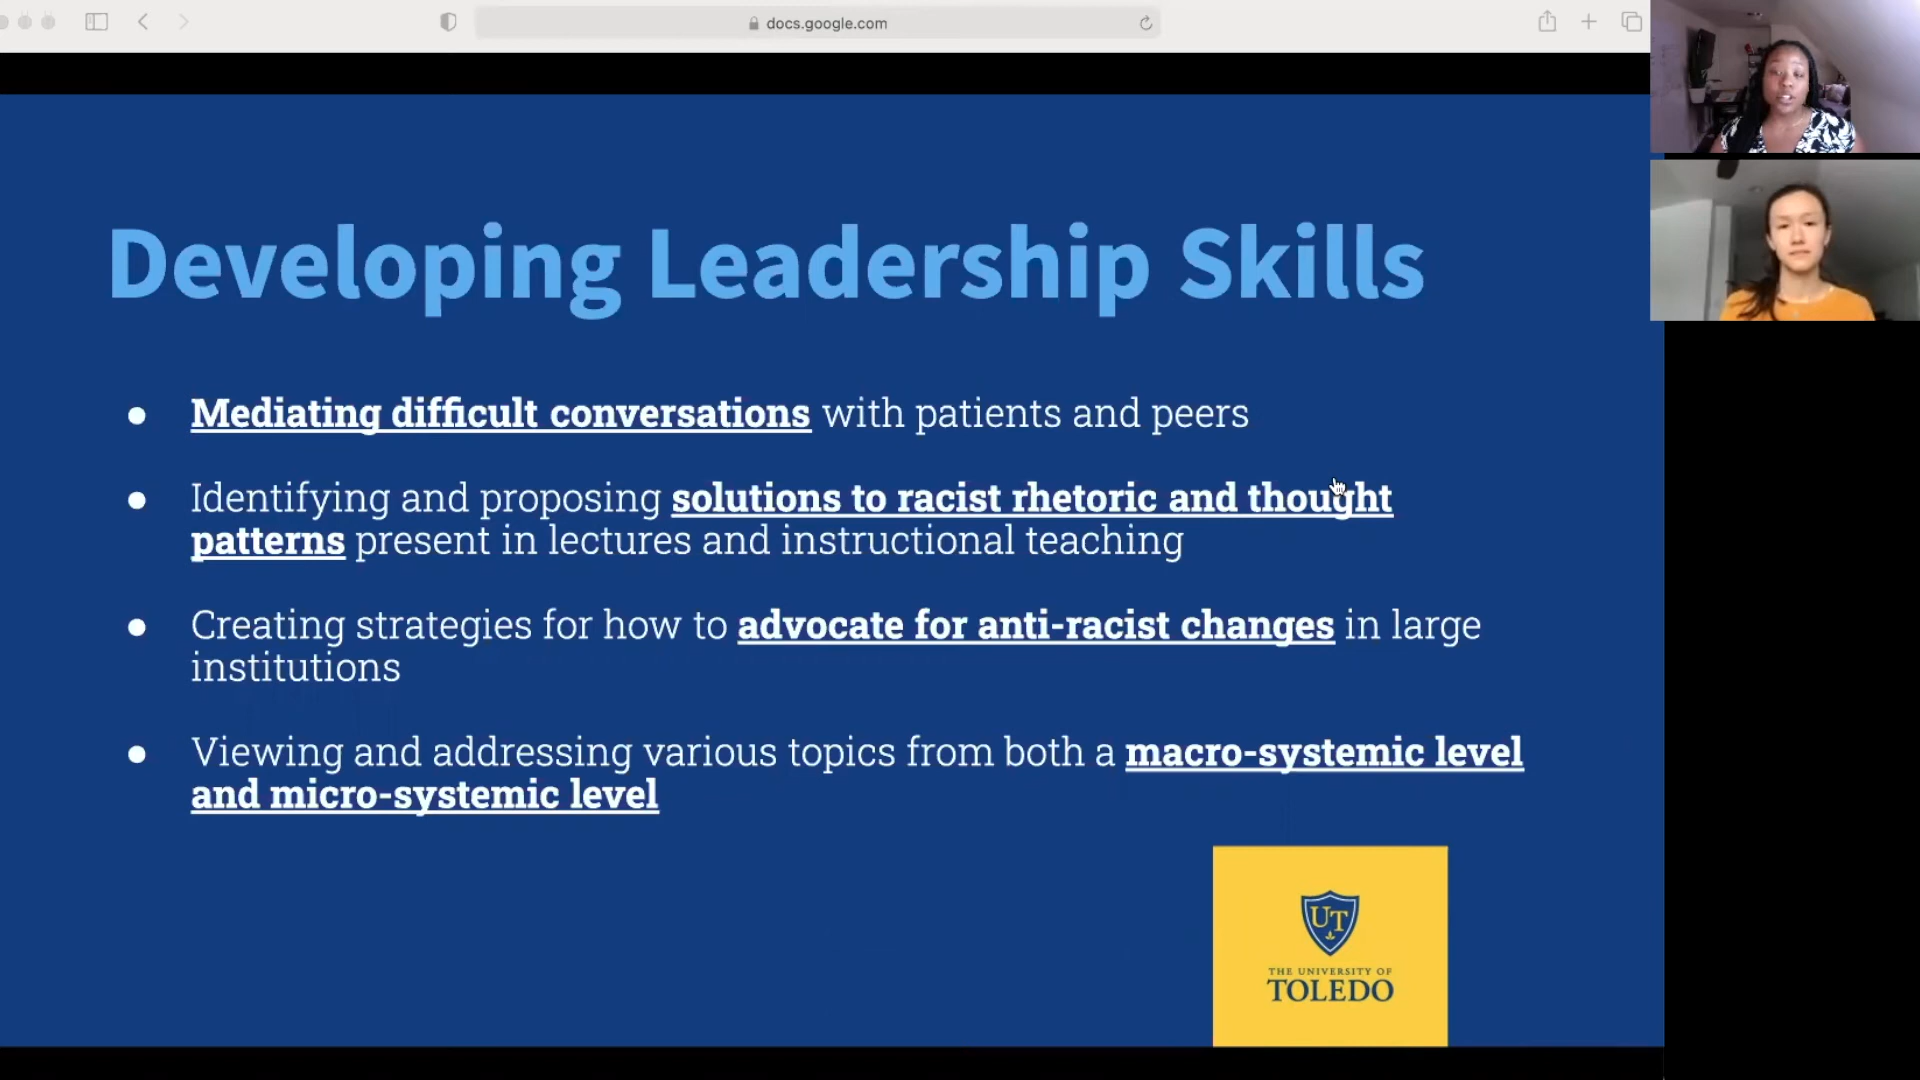 docs.google.com
Developing Leadership Skills
● Mediating difficult conversations with patients and peers
● Identifying and proposing solutions to racist rhetoric and thought
patterns present in lectures and instructional teaching
● Creating strategies for how to advocate for anti-racist changes in large
institutions
● Viewing and addressing various topics from both a macro-systemic level
and micro-systemic level
UT
THE UNIVERSITY OF
TOLEDO